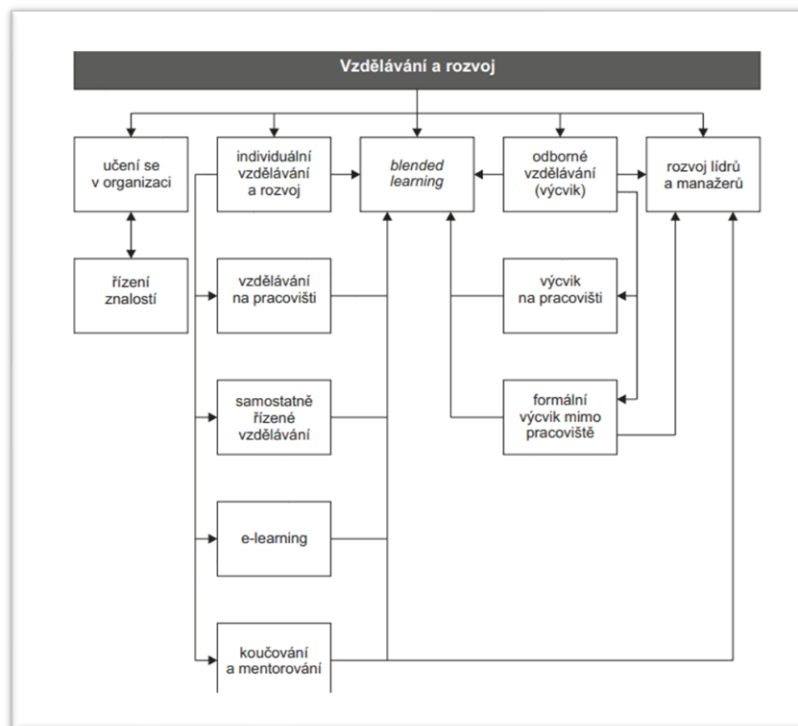 Vzdělávání a rozvoj
učení se
v organizaci
individuální
vzdělávání
a rozvoj
blended
learning
odborné
vzdělávání
(výcvik)
rozvoj lídrů
a manažerů
řízení
znalostí
vzdělávání
na pracovišti
výcvik
na pracovišti
samostatně
řízené
vzdělávání
formální
výcvik mimo
pracoviště
e-learning
koučování
a mentorování